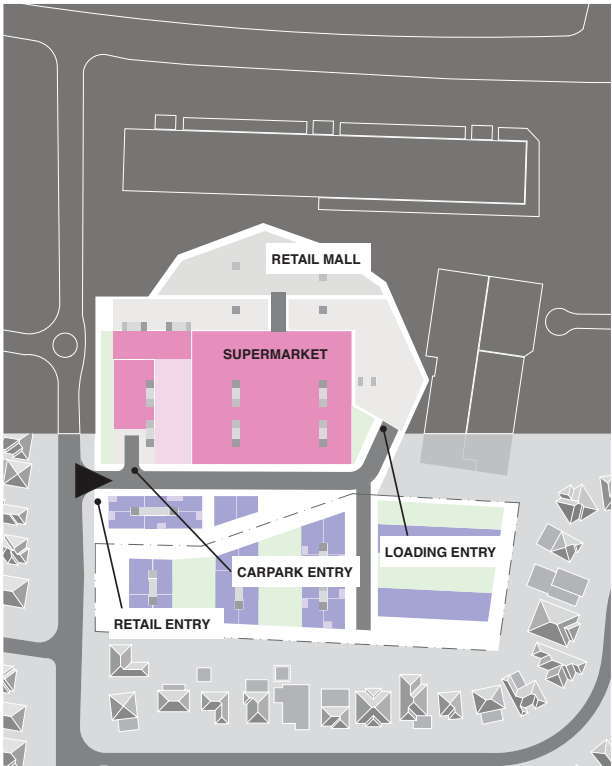 RETAIL MALL
SUPERMARKET
LOADING ENTRY
CARPARK ENTRY
RETAIL ENTRY